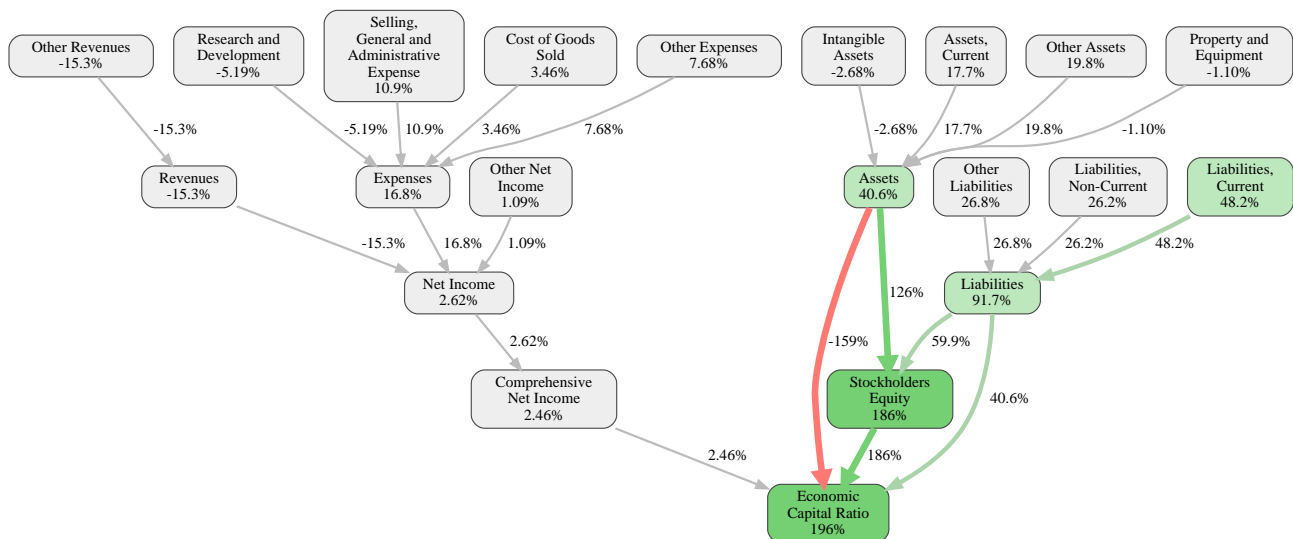 Other Revenues
-15.3%
Research and
Development
-5.19%
Selling,
General and
Administrative
Expense
10.9%
Cost of Goods
Sold
3.46%
Other Expenses
7.68%
Intangible
Assets
-2.68%
Assets,
Current
17.7%
Other Assets
19.8%
Property and
Equipment
-1.10%
-15.3%
-5.19%
10.9%
3.46%
7.68%
-2.68%
17.7%
19.8%
-1.10%
Revenues
-15.3%
Expenses
16.8%
Other Net
Income
1.09%
Assets
40.6%
Other
Liabilities
26.8%
Liabilities,
Non-Current
26.2%
Liabilities,
Current
48.2%
-15.3%
16.8%
1.09%
26.8%
26.2%
48.2%
Net Income
2.62%
126%
Liabilities
91.7%
2.62%
-159%
59.9%
Comprehensive
Net Income
2.46%
Stockholders
Equity
186%
40.6%
2.46%
186%
Economic
Capital Ratio
196%